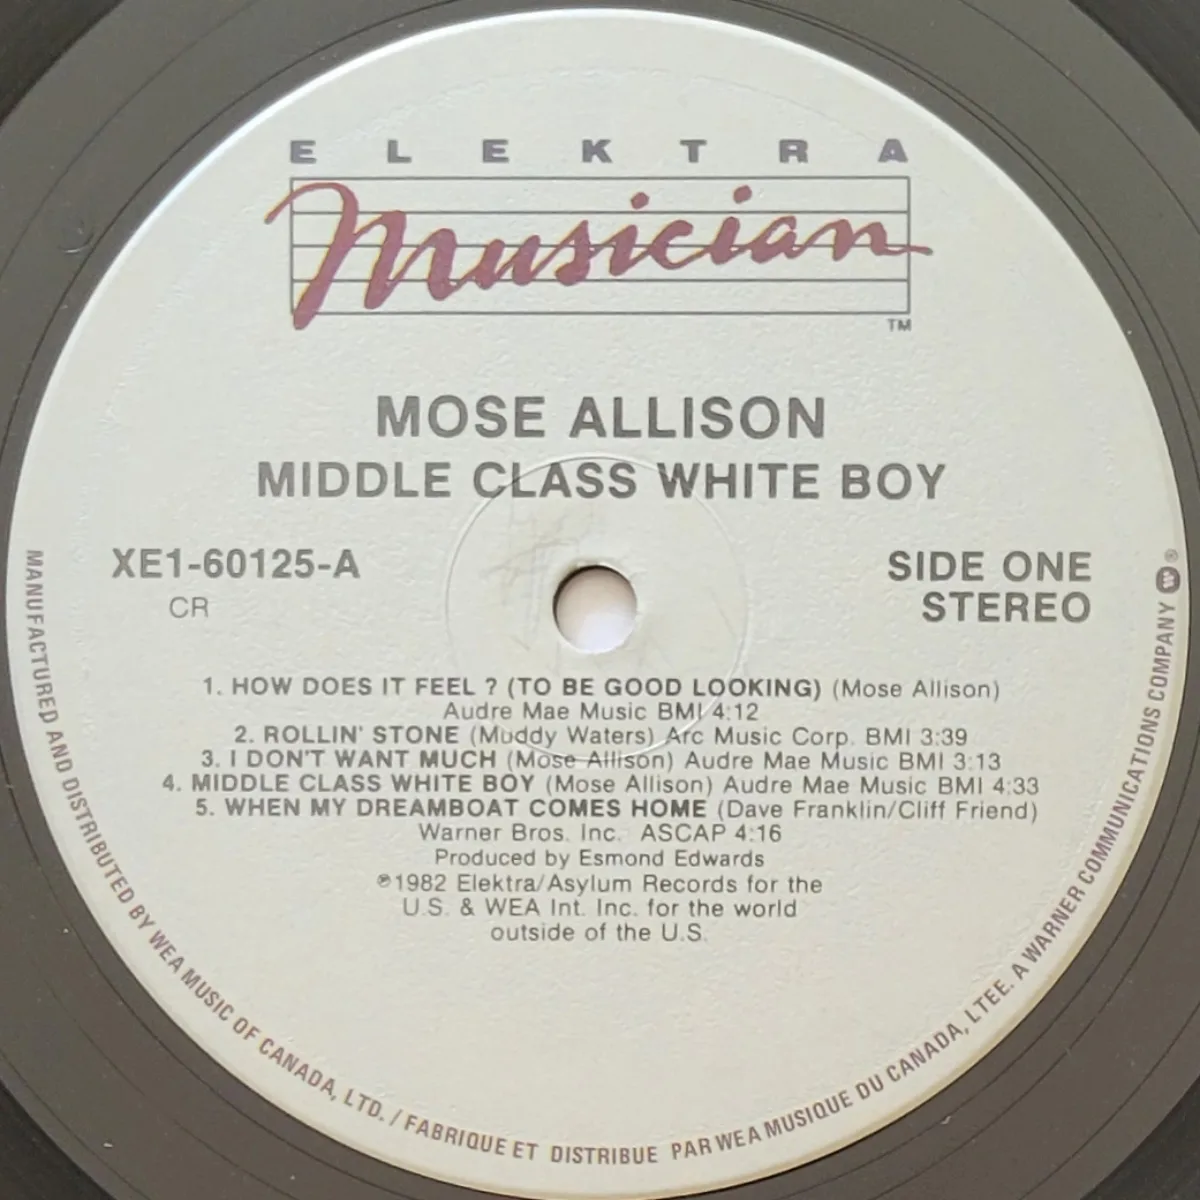 ELEKTRA
Musician
TM
MOSE ALLISON
MIDDLE CLASS WHITE BOY
XE1-60125-A
CR
SIDE ONE
STEREO
1. HOW DOES IT FEEL ? (TO BE GOOD LOOKING) (Mose Allison)
Audre Mae Music BMI 4:12
2. ROLLIN' STONE (Muddy Waters) Arc Music Corp. BMI 3:39
3. I DON'T WANT MUCH (Mose Allison) Audre Mae Music BMI 3:13
4. MIDDLE CLASS WHITE BOY (Mose Allison) Audre Mae Music BMI 4:33
5. WHEN MY DREAMBOAT COMES HOME (Dave Franklin/Cliff Friend)
Warner Bros. Inc. ASCAP 4:16
Produced by Esmond Edwards
℗1982 Elektra/Asylum Records for the
U.S. & WEA Int. Inc. for the world
outside of the U.S.
MANUFACTURED AND DISTRIBUTED BY WEA MUSIC OF CANADA, LTD. / FABRIQUE ET DISTRIBUE PAR WEA MUSIQUE DU CANADA, LTEE. A WARNER COMMUNICATIONS COMPANY ®